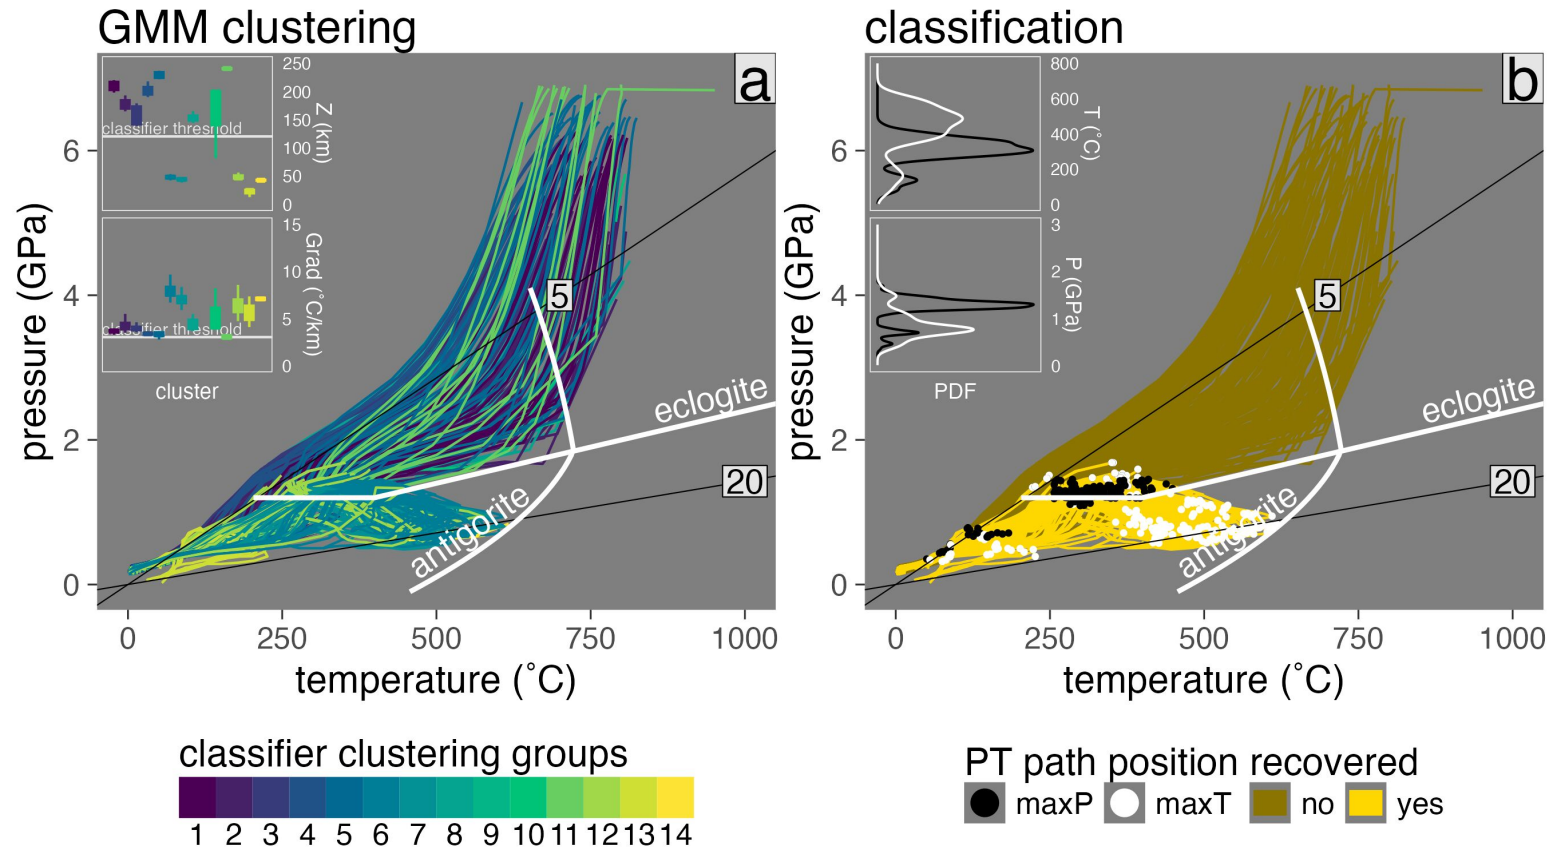 GMM clustering
a
250
200
150
100
50
0
Z (km)
classifier threshold
15
10
5
0
Grad (˚C/km)
classifier threshold
cluster
6
4
2
0
pressure (GPa)
5
eclogite
20
antigorite
0
250
500
750
1000
temperature (˚C)
classifier clustering groups
1 2 3 4 5 6 7 8 9 10 11 12 13 14
classification
b
800
600
400
200
0
T (˚C)
3
2
1
0
P (GPa)
PDF
6
4
2
0
pressure (GPa)
5
eclogite
20
antigorite
0
250
500
750
1000
temperature (˚C)
PT path position recovered
maxP maxT no yes